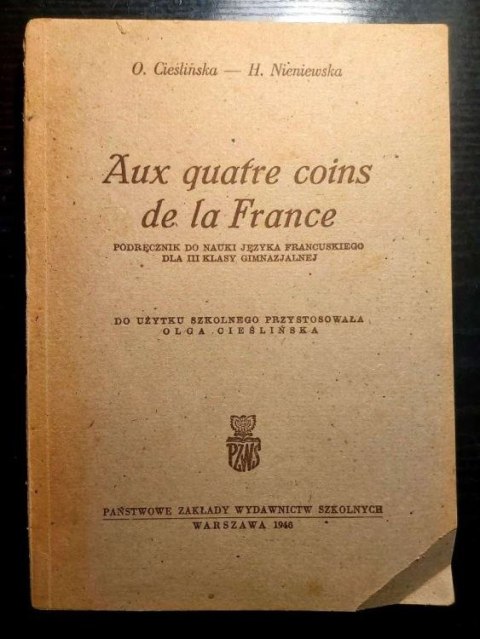 O. Cieślińska — H. Nieniewska
Aux quatre coins
de la France
PODRĘCZNIK DO NAUKI JĘZYKA FRANCUSKIEGO
DLA III KLASY GIMNAZJALNEJ
DO UŻYTKU SZKOLNEGO PRZYSTOSOWAŁA
OLGA CIEŚLIŃSKA
PZWS
PAŃSTWOWE ZAKŁADY WYDAWNICTW SZKOLNYCH
WARSZAWA 1946